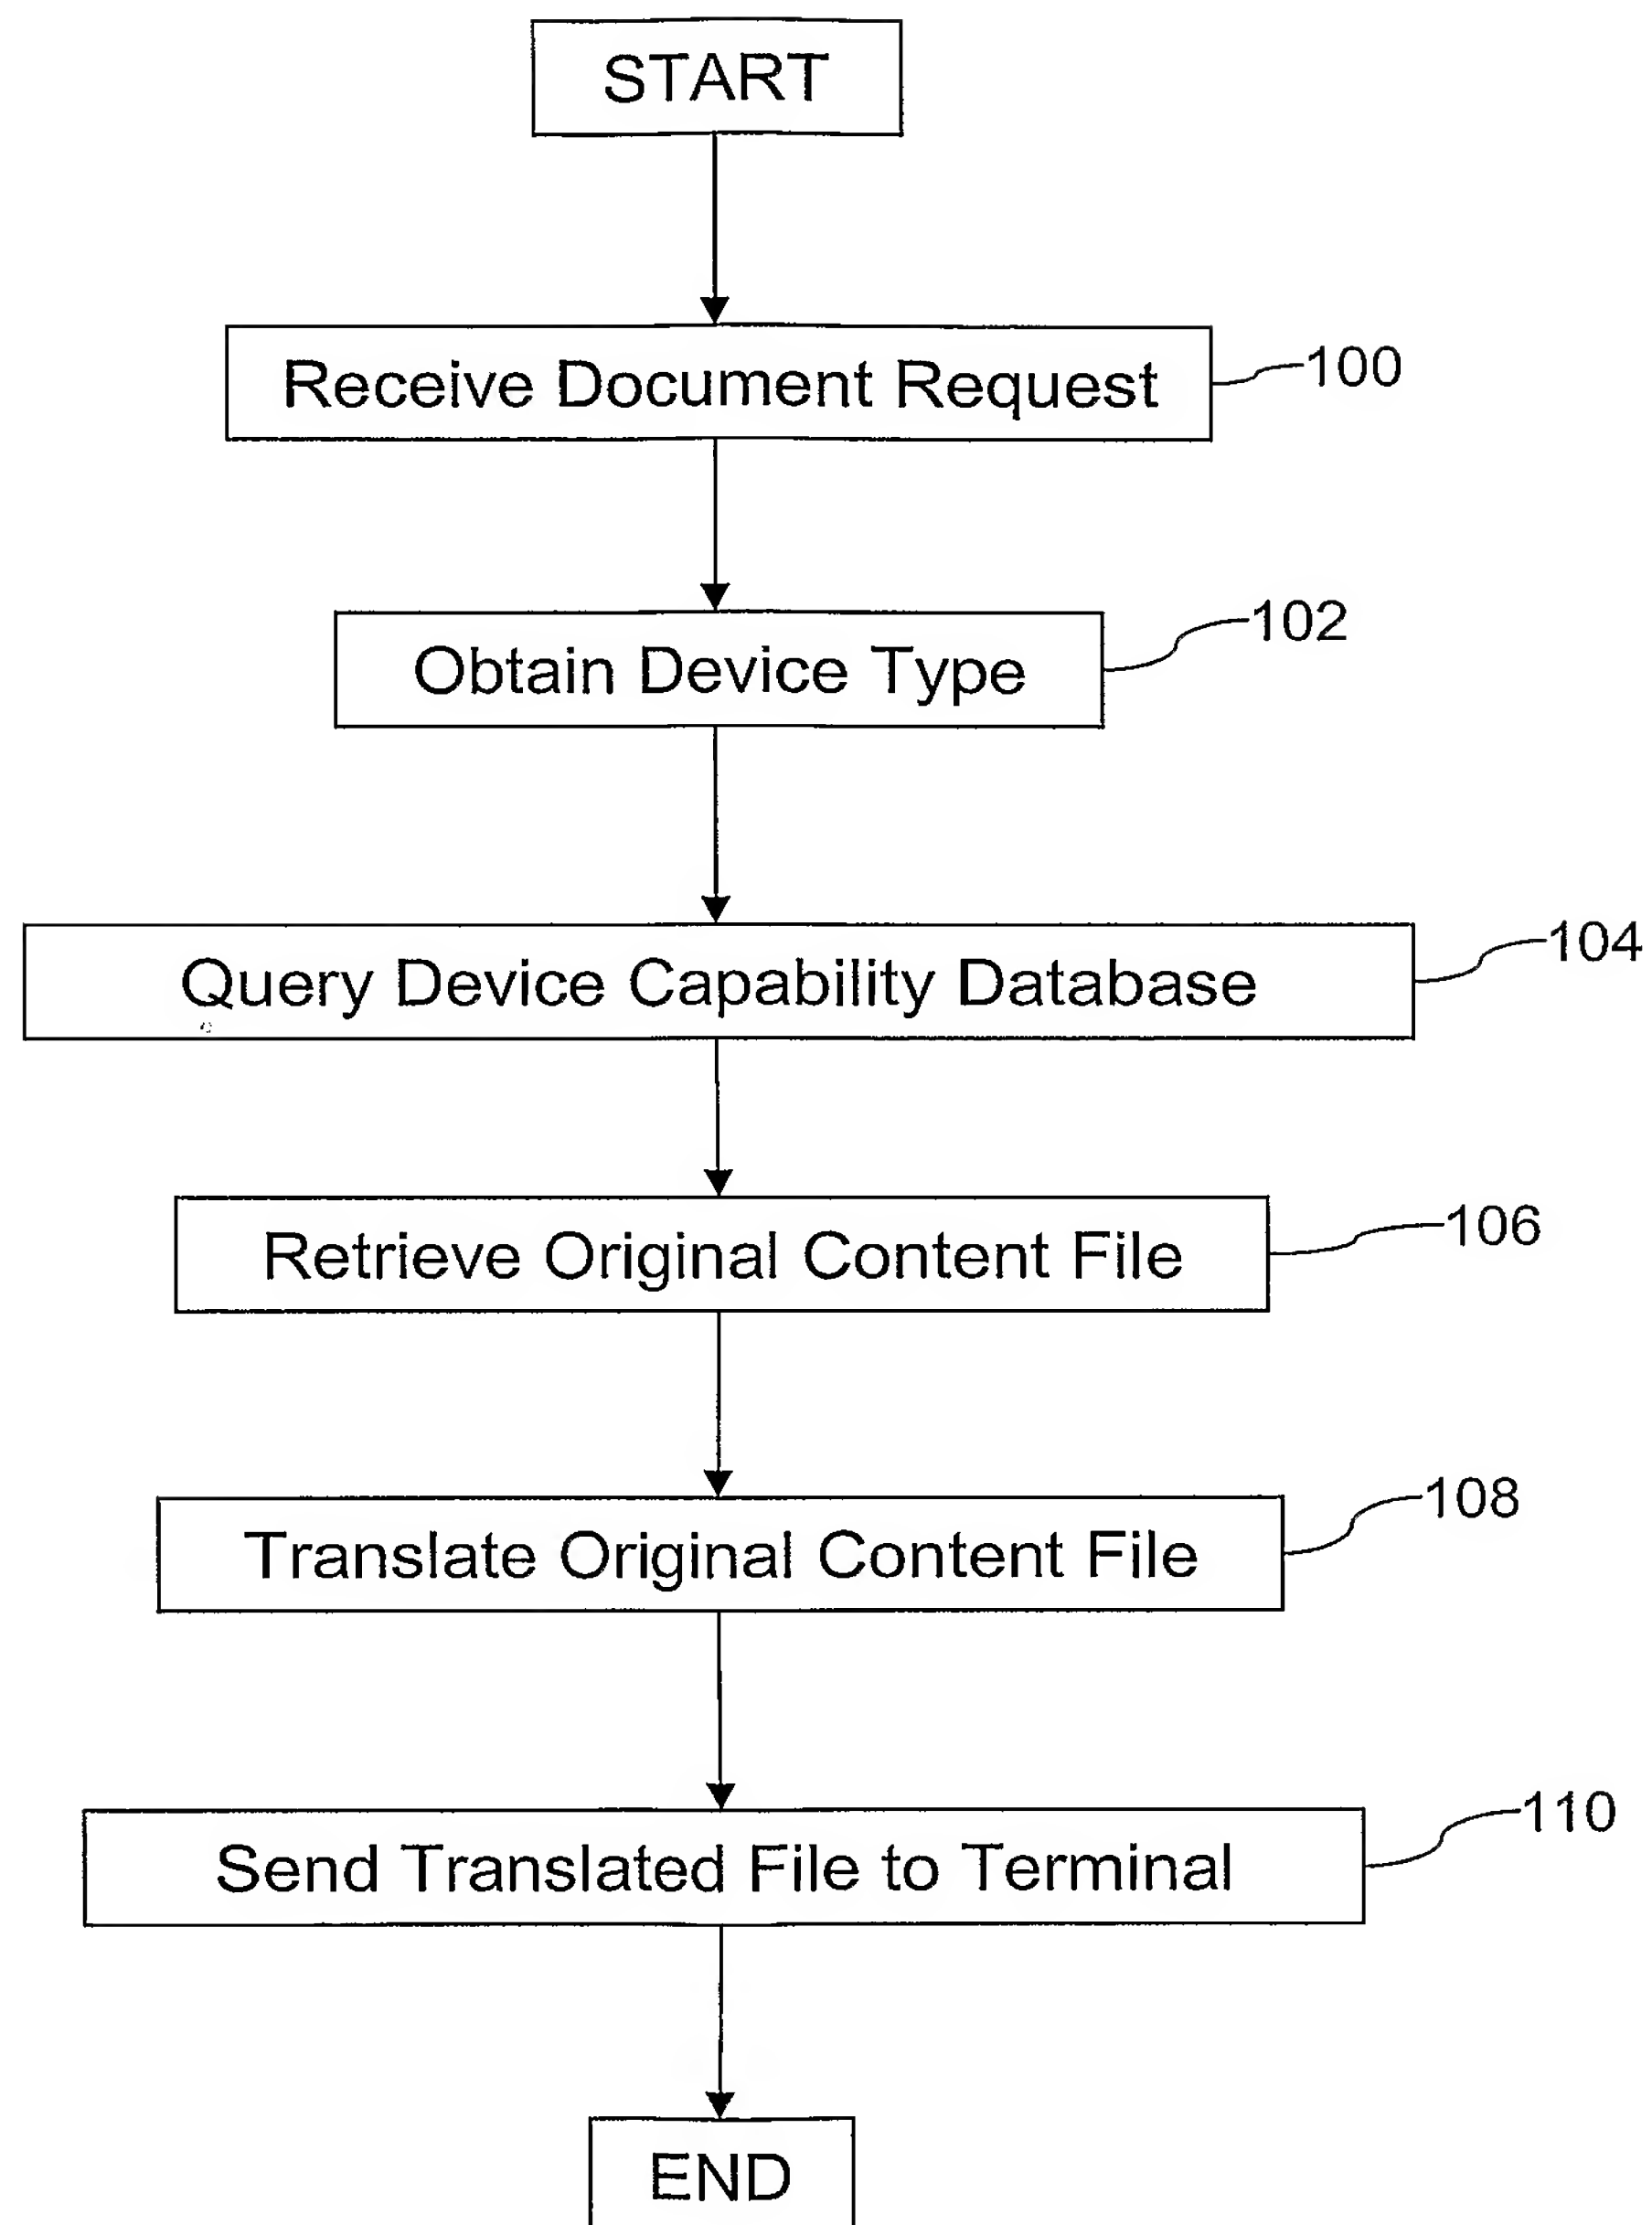 START
Receive Document Request
100
Obtain Device Type
102
Query Device Capability Database
104
Retrieve Original Content File
106
Translate Original Content File
108
Send Translated File to Terminal
110
END